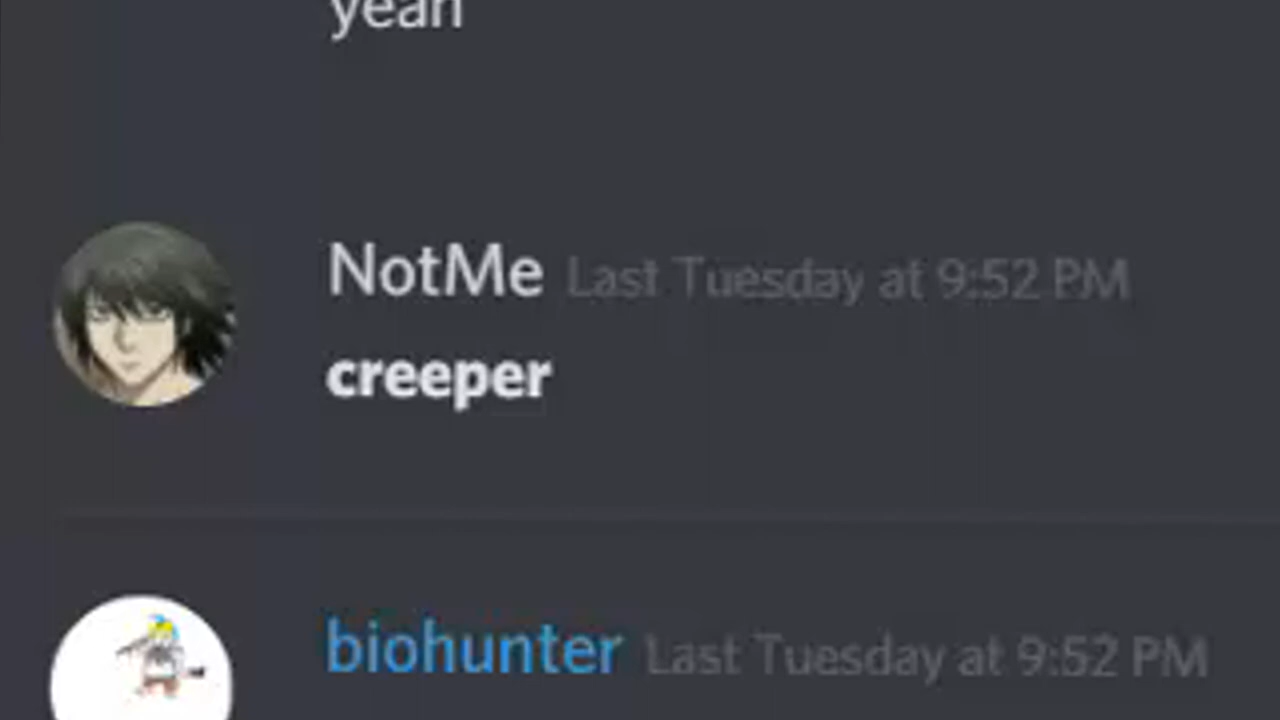 yeah
NotMe Last Tuesday at 9:52 PM
creeper
biohunter Last Tuesday at 9:52 PM